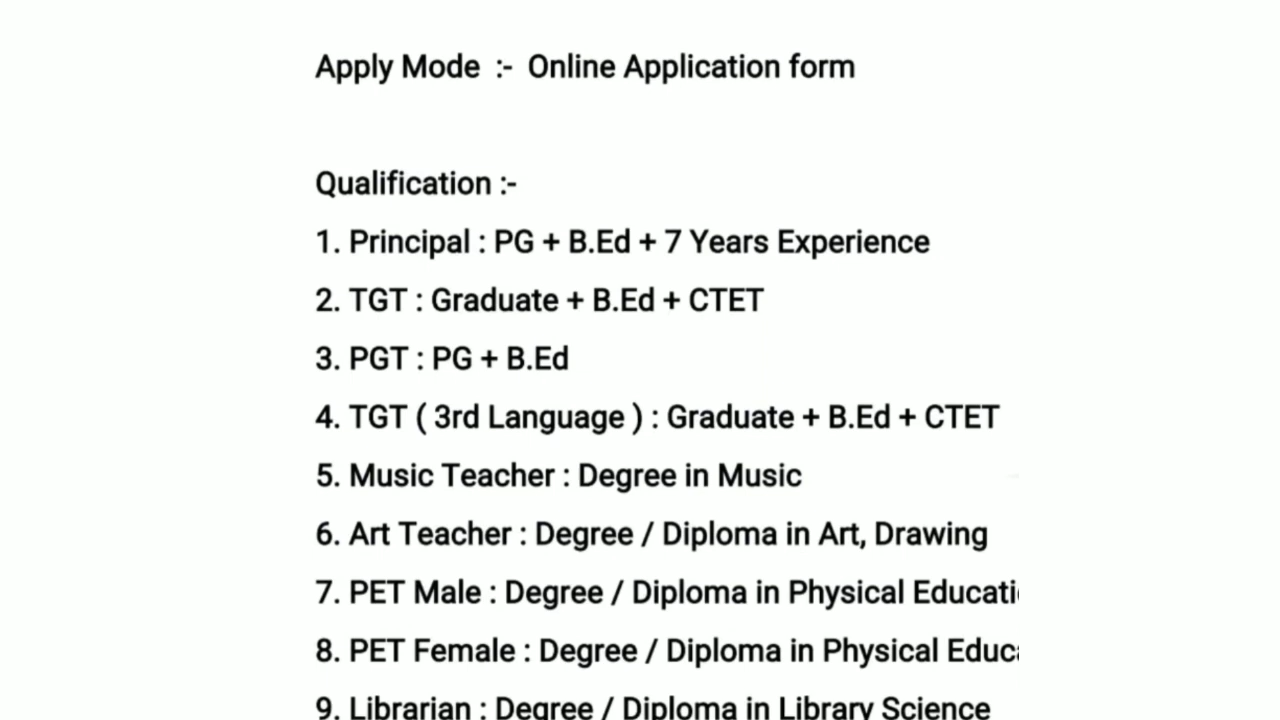 Apply Mode :- Online Application form
Qualification :-
1. Principal : PG + B.Ed + 7 Years Experience
2. TGT : Graduate + B.Ed + CTET
3. PGT : PG + B.Ed
4. TGT ( 3rd Language ) : Graduate + B.Ed + CTET
5. Music Teacher : Degree in Music
6. Art Teacher : Degree / Diploma in Art, Drawing
7. PET Male : Degree / Diploma in Physical Educati
8. PET Female : Degree / Diploma in Physical Educ
9. Librarian : Degree / Diploma in Library Science